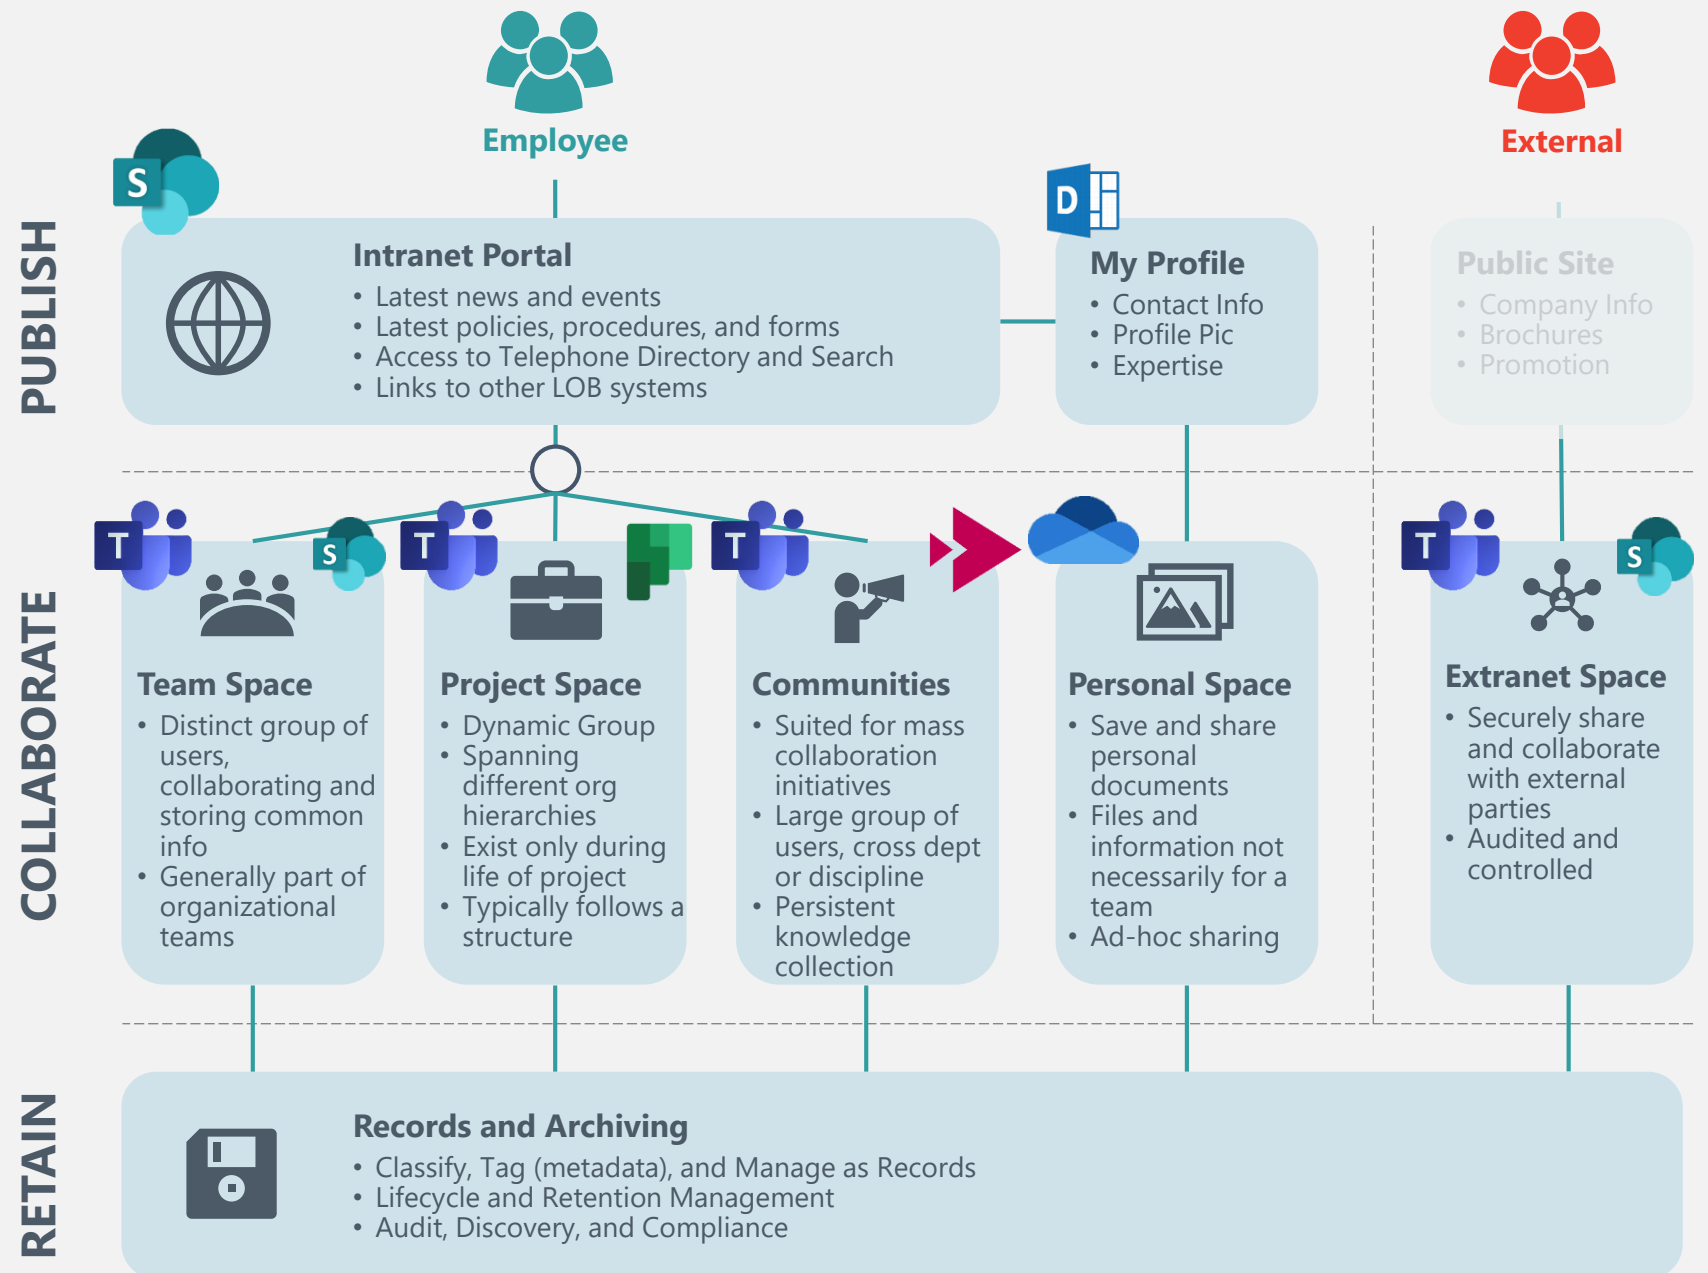 Employee
External
S
D
PUBLISH
Intranet Portal
• Latest news and events
• Latest policies, procedures, and forms
• Access to Telephone Directory and Search
• Links to other LOB systems
My Profile
• Contact Info
• Profile Pic
• Expertise
Public Site
• Company Info
• Brochures
• Promotion
COLLABORATE
T
S
Team Space
• Distinct group of
users,
collaborating and
storing common
info
• Generally part of
organizational
teams
T
Project Space
• Dynamic Group
• Spanning
different org
hierarchies
• Exist only during
life of project
• Typically follows a
structure
T
Communities
• Suited for mass
collaboration
initiatives
• Large group of
users, cross dept
or discipline
• Persistent
knowledge
collection
Personal Space
• Save and share
personal
documents
• Files and
information not
necessarily for a
team
• Ad-hoc sharing
T
S
Extranet Space
• Securely share
and collaborate
with external
parties
• Audited and
controlled
RETAIN
Records and Archiving
• Classify, Tag (metadata), and Manage as Records
• Lifecycle and Retention Management
• Audit, Discovery, and Compliance